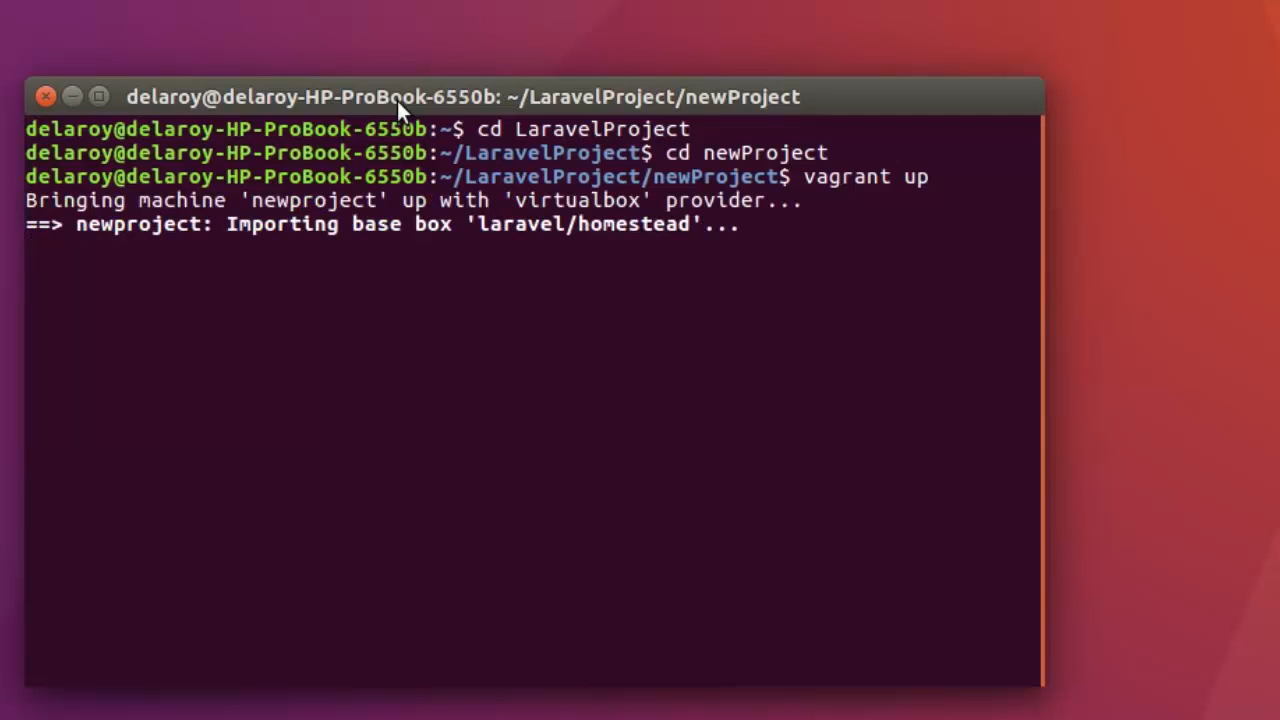 delaroy@delaroy-HP-ProBook-6550b: ~/LaravelProject/newProject
delaroy@delaroy-HP-ProBook-6550b:~$ cd LaravelProject
delaroy@delaroy-HP-ProBook-6550b:~/LaravelProject$ cd newProject
delaroy@delaroy-HP-ProBook-6550b:~/LaravelProject/newProject$ vagrant up
Bringing machine 'newproject' up with 'virtualbox' provider...
==> newproject: Importing base box 'laravel/homestead'...